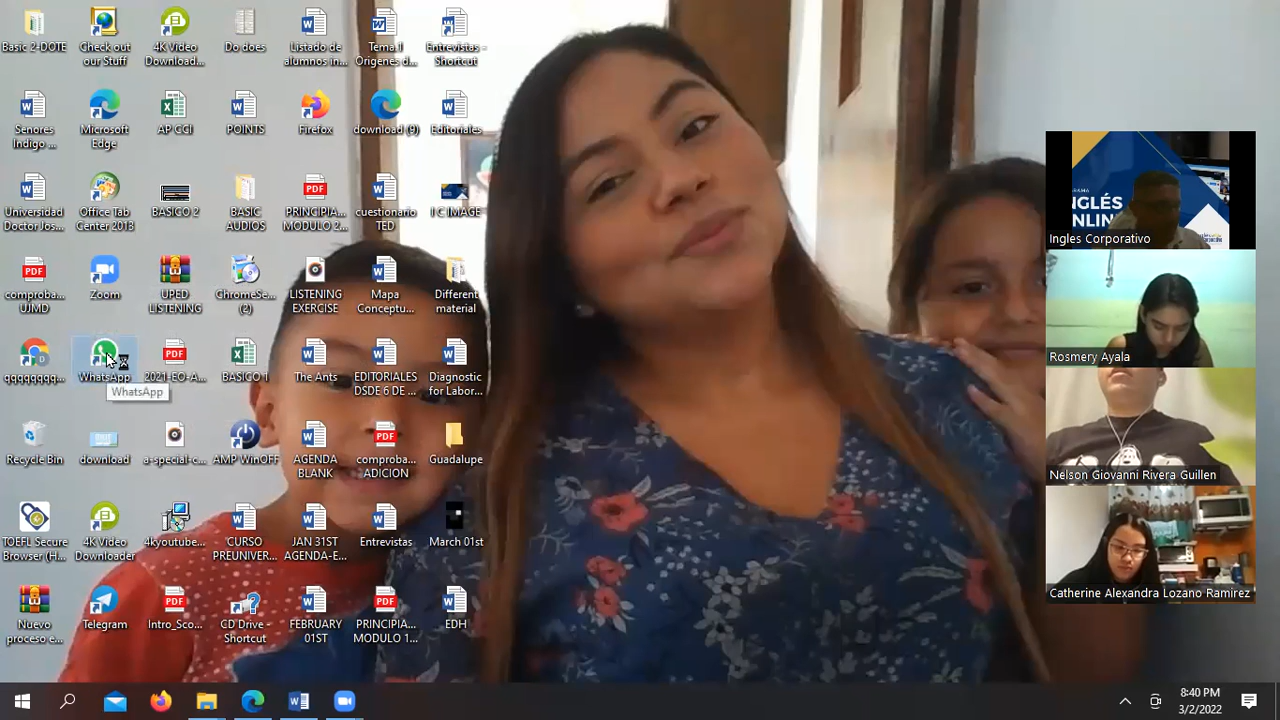 Basic 2-DOTE
Check out
our Stuff
4K Video
Download...
Do does
Listado de
alumnos in...
Tema I
Origenes d...
Entrevistas -
Shortcut
Senores
Indigo ...
Microsoft
Edge
AP CCI
POINTS
Firefox
download (9)
Editoriales
Universidad
Doctor Jos...
Office Tab
Center 2013
BASICO 2
BASIC
AUDIOS
PRINCIPIA...
MODULO 2...
cuestionario
TED
I C IMAGE
comproba...
UJMD
Zoom
UPED
LISTENING
ChromeSe...
(2)
LISTENING
EXERCISE
Mapa
Conceptu...
Different
material
qqqqqqqq...
WhatsApp
2021-EO-A...
BASICO 1
The Ants
EDITORIALES
DSDE 6 DE ...
Diagnostic
for Labor...
WhatsApp
Recycle Bin
download
a-special-c...
AMP WinOFF
AGENDA
BLANK
comproba...
ADICION
Guadalupe
TOEFL Secure
Browser (H...
4K Video
Downloader
4kyoutube...
'CURSO
PREUNIVER...
JAN 31ST
AGENDA-E...
Entrevistas
March 01st
Nuevo
proceso e...
Telegram
Intro_Sco...
CD Drive -
Shortcut
FEBRUARY
01ST
PRINCIPIA...
MODULO 1...
EDH
INGLÉS
Ingles Corporativo
Rosmery Ayala
Nelson Giovanni Rivera Guillen
Catherine Alexandra Lozano Ramirez
8:40 PM
3/2/2022